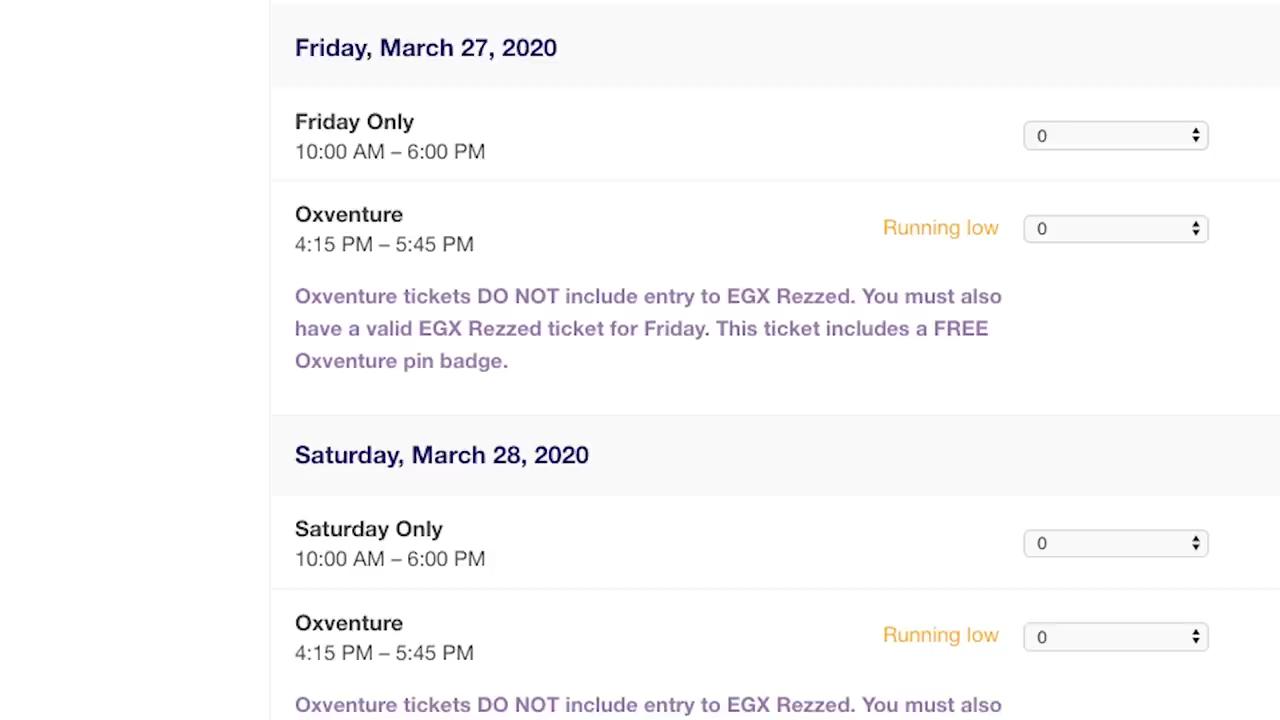 Friday, March 27, 2020
Friday Only
10:00 AM – 6:00 PM
0
Oxventure
4:15 PM – 5:45 PM
Running low
0
Oxventure tickets DO NOT include entry to EGX Rezzed. You must also
have a valid EGX Rezzed ticket for Friday. This ticket includes a FREE
Oxventure pin badge.
Saturday, March 28, 2020
Saturday Only
10:00 AM – 6:00 PM
0
Oxventure
4:15 PM – 5:45 PM
Running low
0
Oxventure tickets DO NOT include entry to EGX Rezzed. You must also